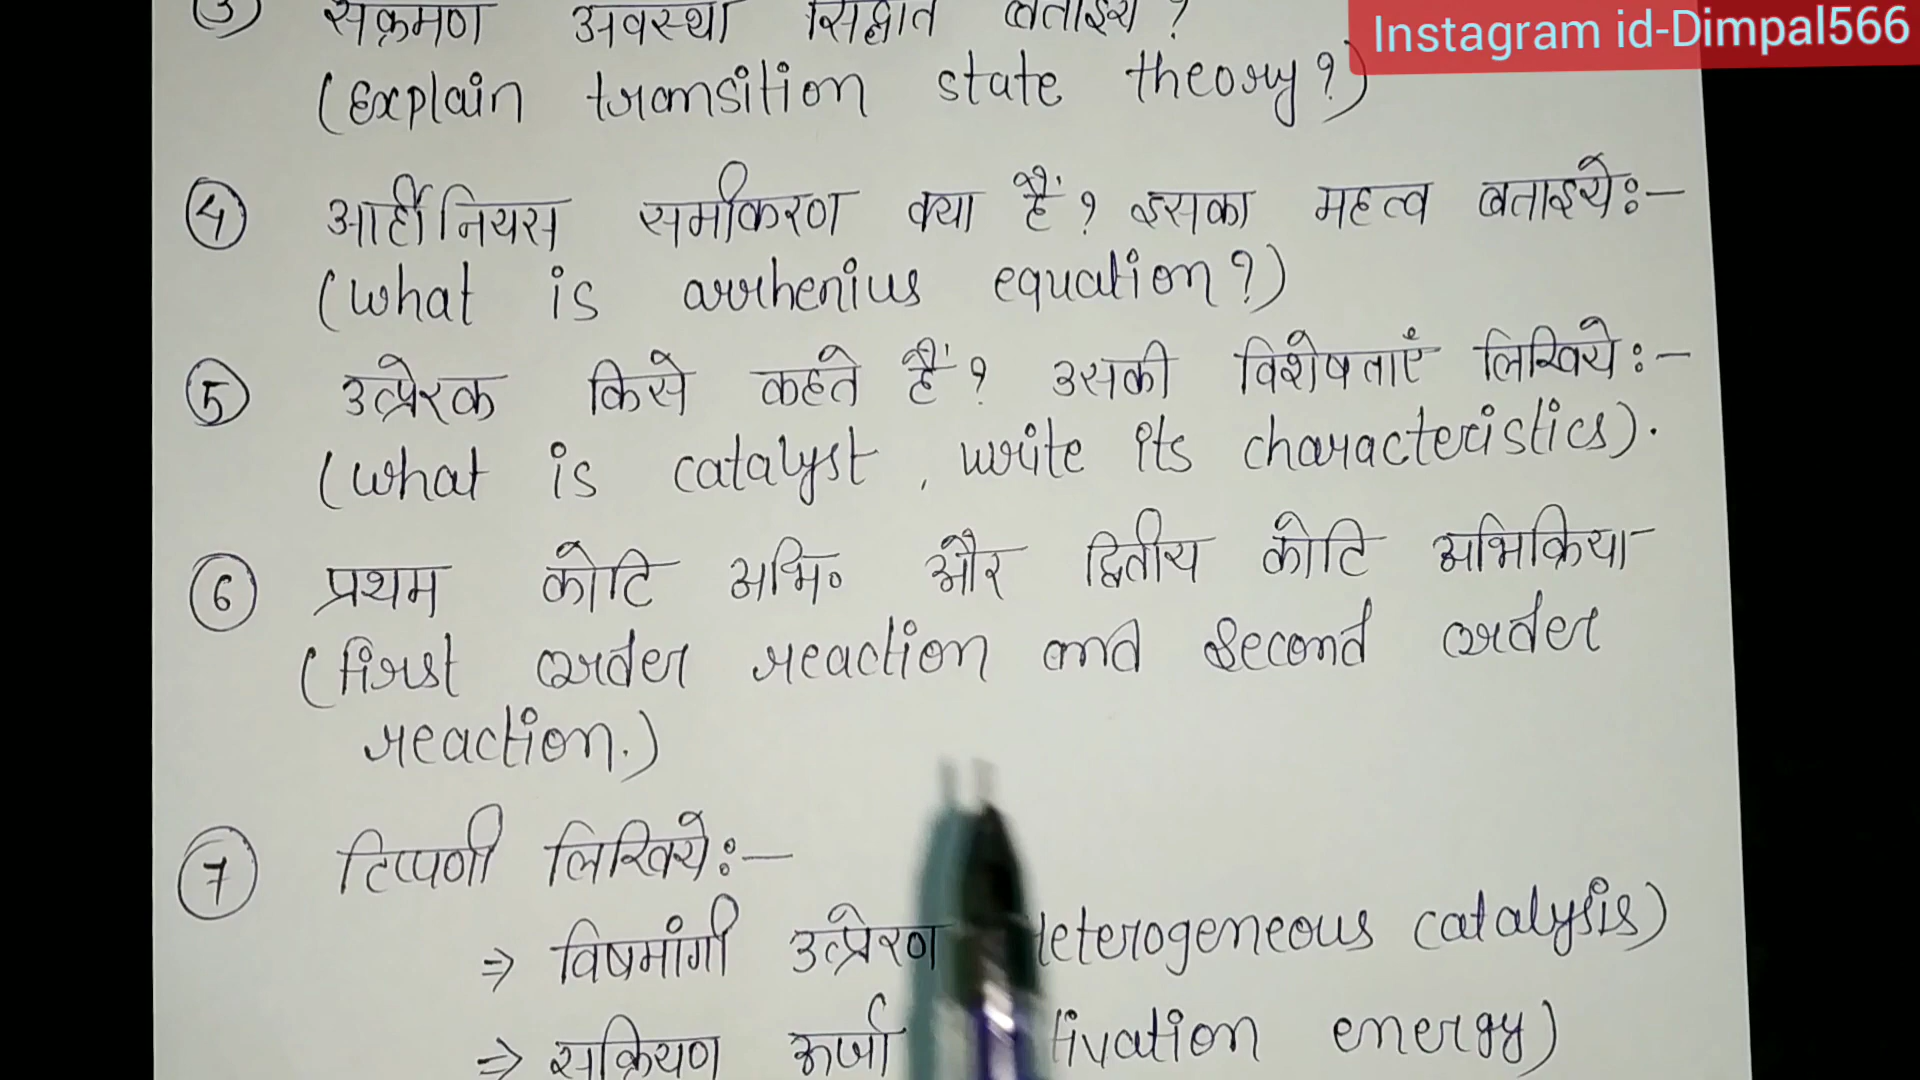 ③ संक्रमण अवस्था सिद्धांत बताइये ?
Instagram id-Dimpal566
(Explain transition state theory?)
④ आर्हीनियस समीकरण क्या हैं ? इसका महत्व बताइये :-
(what is arrhenius equation?)
⑤ उत्प्रेरक किसे कहते हैं ? उसकी विशेषताएँ लिखिये :-
(what is catalyst, write its characteristics).
⑥ प्रथम कोटि अभि० और द्वितीय कोटि अभिक्रिया
(first order reaction and second order
reaction.)
⑦ टिप्पणी लिखिये :-
⇒ विषमांगी उत्प्रेरण eterogeneous catalysis)
⇒ सक्रियण ऊर्जा tivation energy)